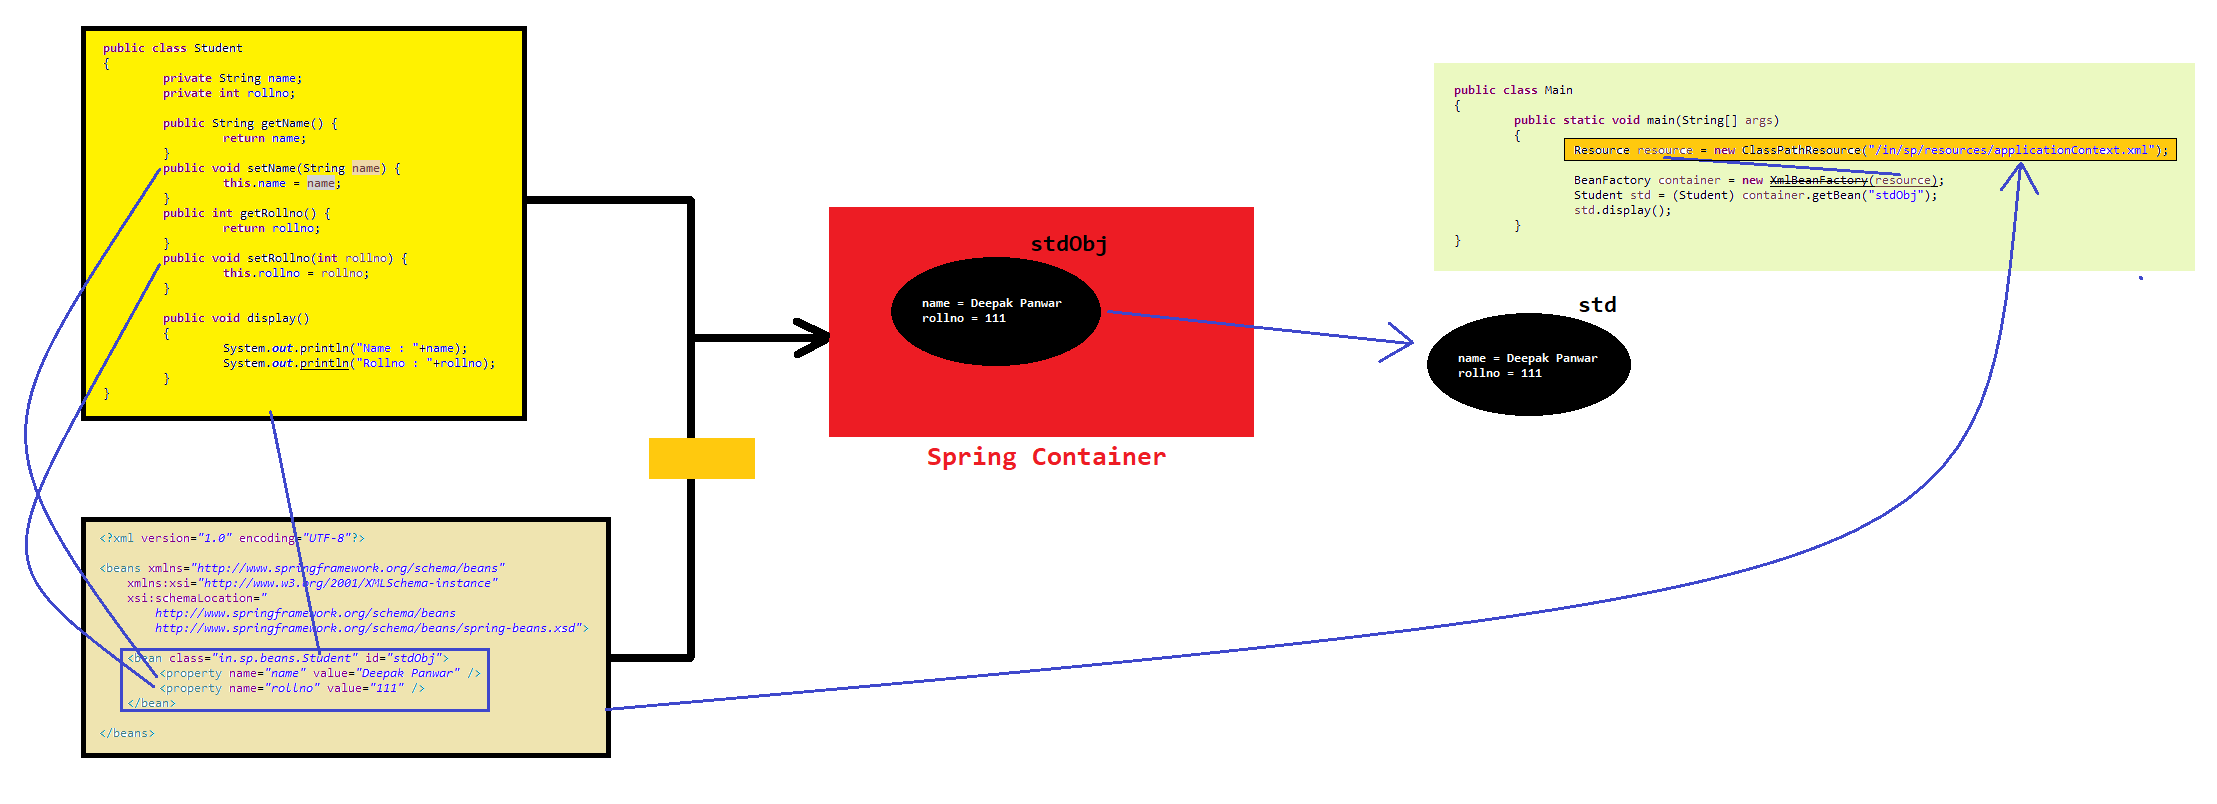 public class Student
{
private String name;
private int rollno;
public String getName() {
return name;
}
public void setName(String name) {
this.name = name;
}
public int getRollno() {
return rollno;
}
public void setRollno(int rollno) {
this.rollno = rollno;
}
public void display()
{
System.out.println("Name : "+name);
System.out.println("Rollno : "+rollno);
}
}
<?xml version="1.0" encoding="UTF-8"?>
<beans xmlns="http://www.springframework.org/schema/beans"
xmlns:xsi="http://www.w3.org/2001/XMLSchema-instance"
xsi:schemaLocation="
http://www.springframework.org/schema/beans
http://www.springframework.org/schema/beans/spring-beans.xsd">
<bean class="in.sp.beans.Student" id="stdObj">
<property name="name" value="Deepak Panwar" />
<property name="rollno" value="111" />
</bean>
</beans>
stdObj
name = Deepak Panwar
rollno = 111
Spring Container
public class Main
{
public static void main(String[] args)
{
Resource resource = new ClassPathResource("/in/sp/resources/applicationContext.xml");
BeanFactory container = new XmlBeanFactory(resource);
Student std = (Student) container.getBean("stdObj");
std.display();
}
}
std
name = Deepak Panwar
rollno = 111